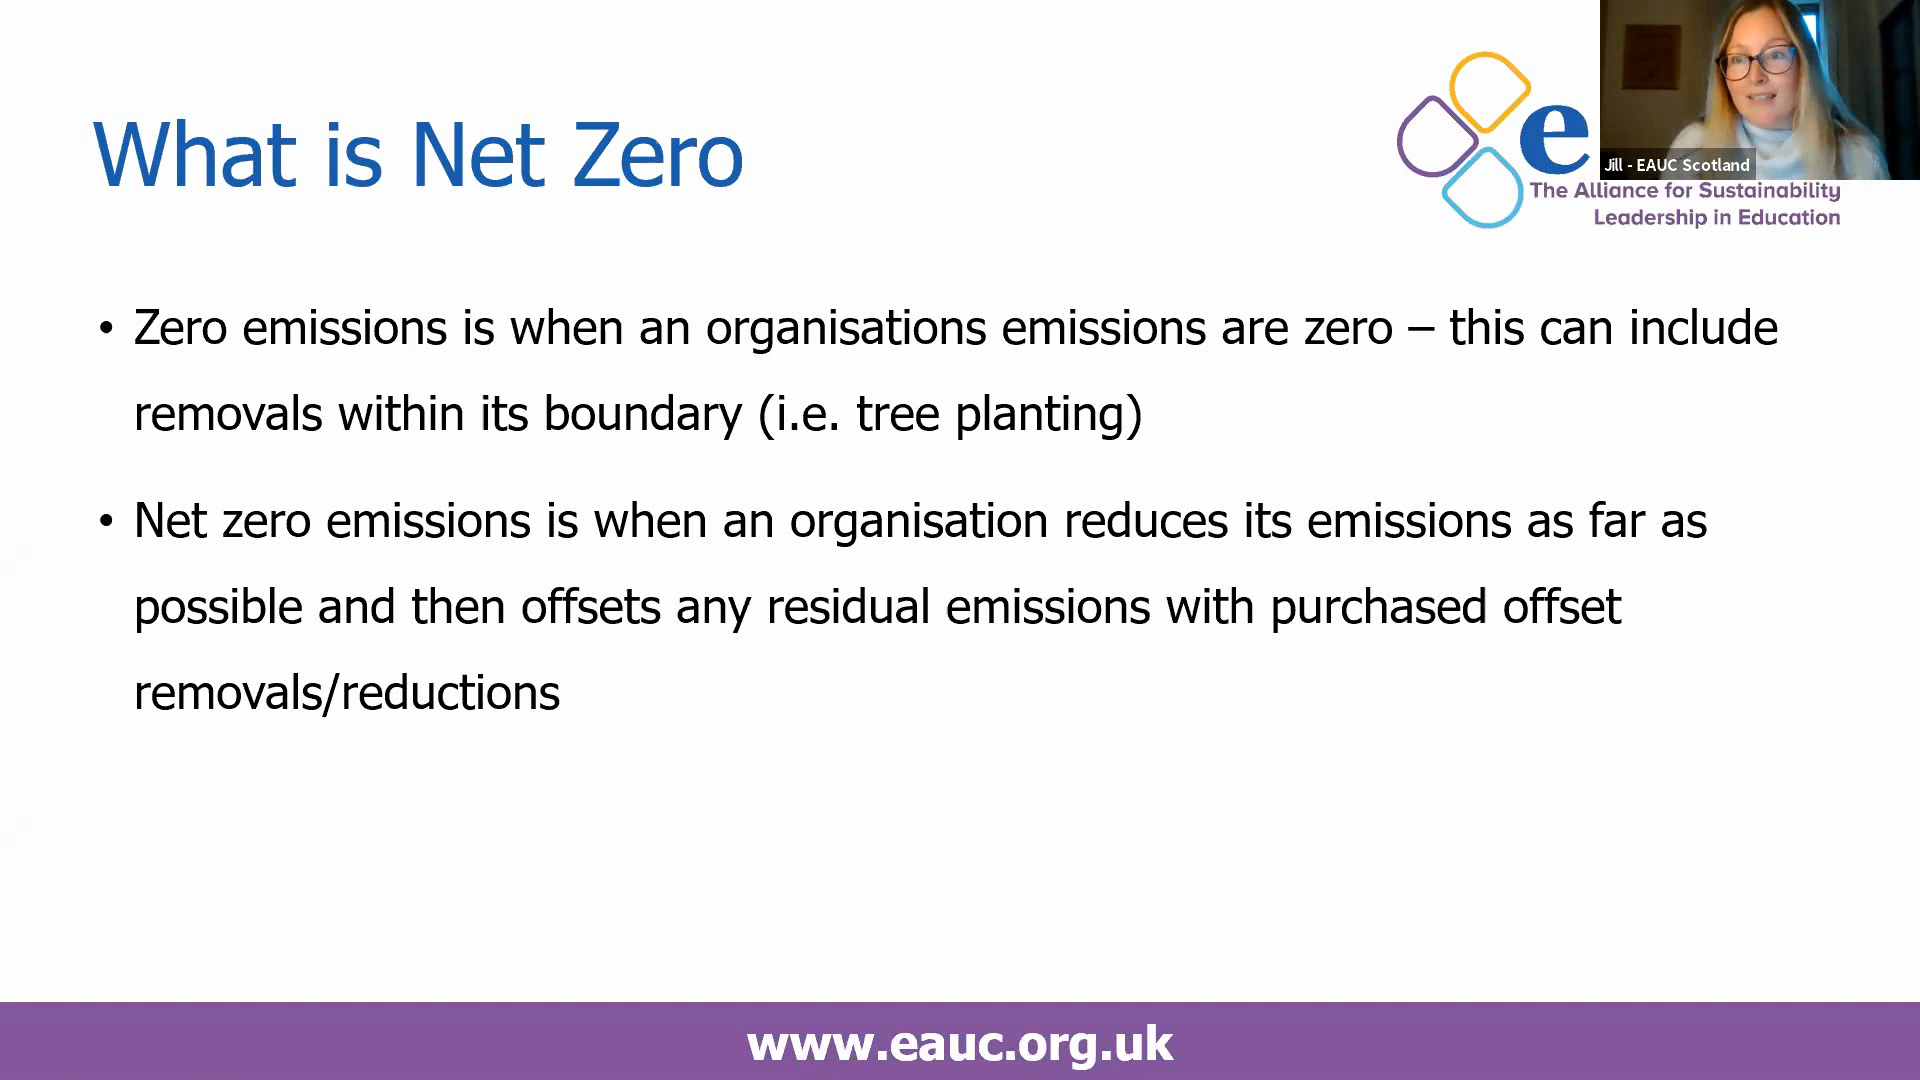 What is Net Zero
e
Jill - EAUC Scotland
The Alliance for Sustainability
Leadership in Education
• Zero emissions is when an organisations emissions are zero – this can include
removals within its boundary (i.e. tree planting)
• Net zero emissions is when an organisation reduces its emissions as far as
possible and then offsets any residual emissions with purchased offset
removals/reductions
www.eauc.org.uk